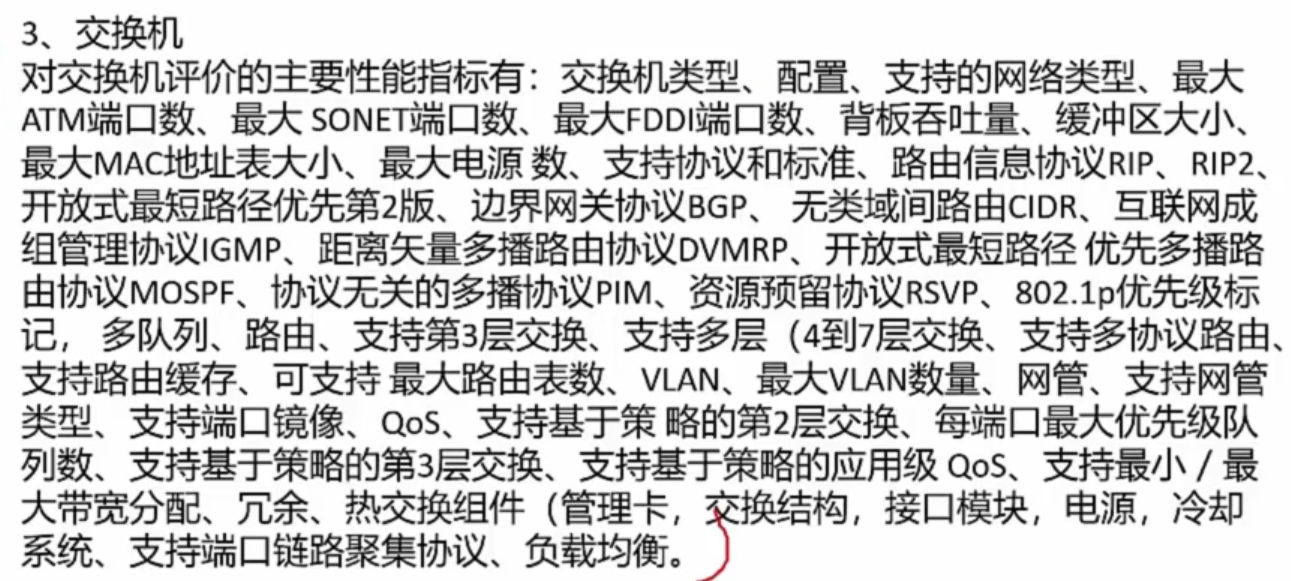 3、交换机
对交换机评价的主要性能指标有：交换机类型、配置、支持的网络类型、最大
ATM端口数、最大 SONET端口数、最大FDDI端口数、背板吞吐量、缓冲区大小、
最大MAC地址表大小、最大电源 数、支持协议和标准、路由信息协议RIP、RIP2、
开放式最短路径优先第2版、边界网关协议BGP、 无类域间路由CIDR、互联网成
组管理协议IGMP、距离矢量多播路由协议DVMRP、开放式最短路径 优先多播路
由协议MOSPF、协议无关的多播协议PIM、资源预留协议RSVP、802.1p优先级标
记， 多队列、路由、支持第3层交换、支持多层（4到7层交换、支持多协议路由、
支持路由缓存、可支持 最大路由表数、VLAN、最大VLAN数量、网管、支持网管
类型、支持端口镜像、QoS、支持基于策 略的第2层交换、每端口最大优先级队
列数、支持基于策略的第3层交换、支持基于策略的应用级 QoS、支持最小／最
大带宽分配、冗余、热交换组件（管理卡，交换结构，接口模块，电源，冷却
系统、支持端口链路聚集协议、负载均衡。